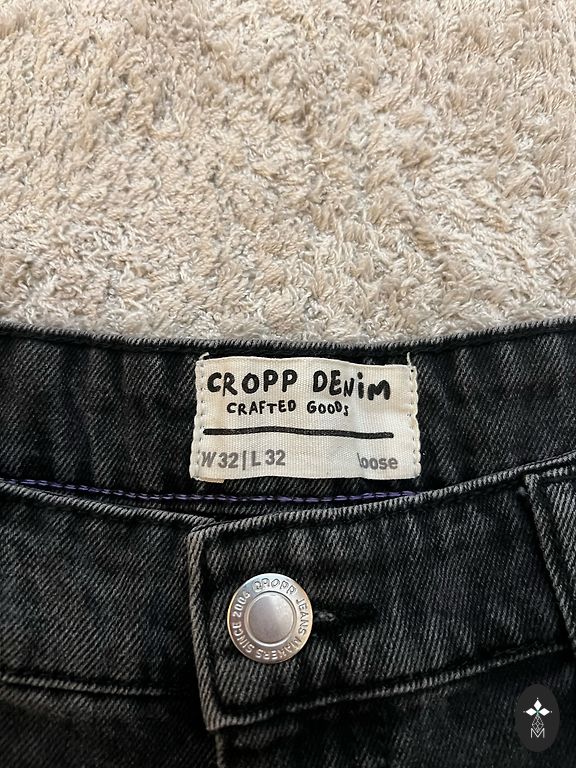 CROPP DENiM
CRAFTED GOODS
W 32 | L 32 loose
CROPP JEANS MAKERS SINCE 2004
M